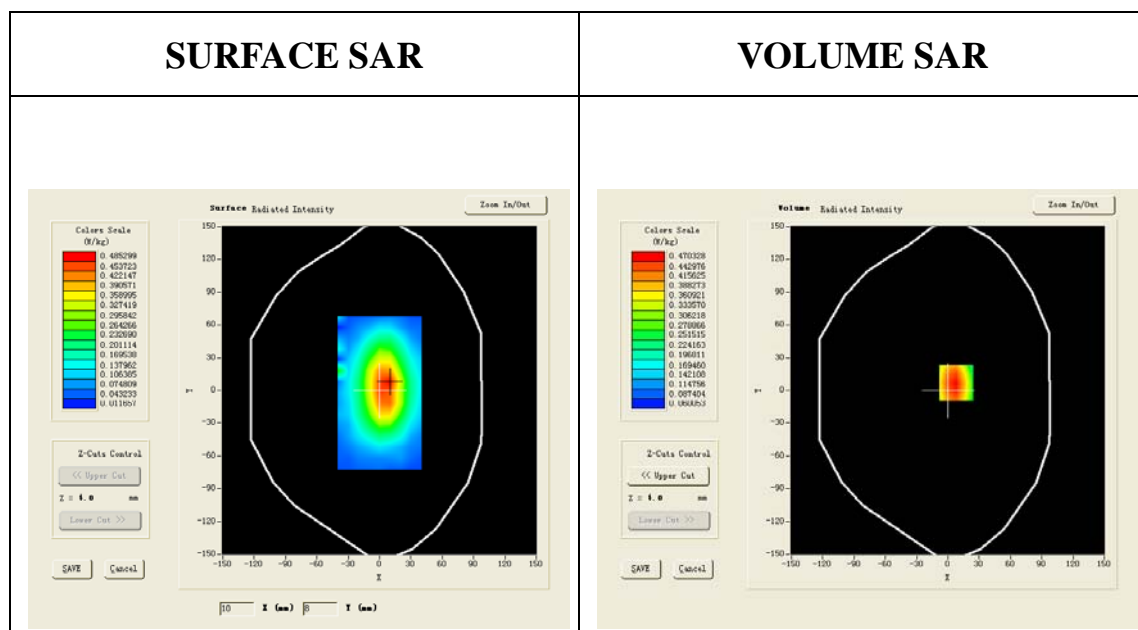 SURFACE SAR
VOLUME SAR
Surface Radiated Intensity
Zoom In/Out
Colors Scale
(W/kg)
0.485299
0.453723
0.422147
0.390571
0.358995
0.327419
0.295842
0.264266
0.232690
0.201114
0.169538
0.137962
0.106385
0.074809
0.043233
0.011657
150
120
90
60
30
0
-30
-60
-90
-120
-150
Y
-150 -120 -90 -60 -30 0 30 60 90 120 150
X
Z-Cuts Control
<< Upper Cut
Z = 4.0 mm
Lower Cut >>
SAVE Cancel
10 X (mm) 8 Y (mm)
Volume Radiated Intensity
Zoom In/Out
Colors Scale
(W/kg)
0.470328
0.442976
0.415625
0.388273
0.360921
0.333570
0.306218
0.278866
0.251515
0.224163
0.196811
0.169460
0.142108
0.114756
0.087404
0.060053
150
120
90
60
30
0
-30
-60
-90
-120
-150
Y
-150 -120 -90 -60 -30 0 30 60 90 120 150
X
Z-Cuts Control
<< Upper Cut
Z = 4.0 mm
Lower Cut >>
SAVE Cancel